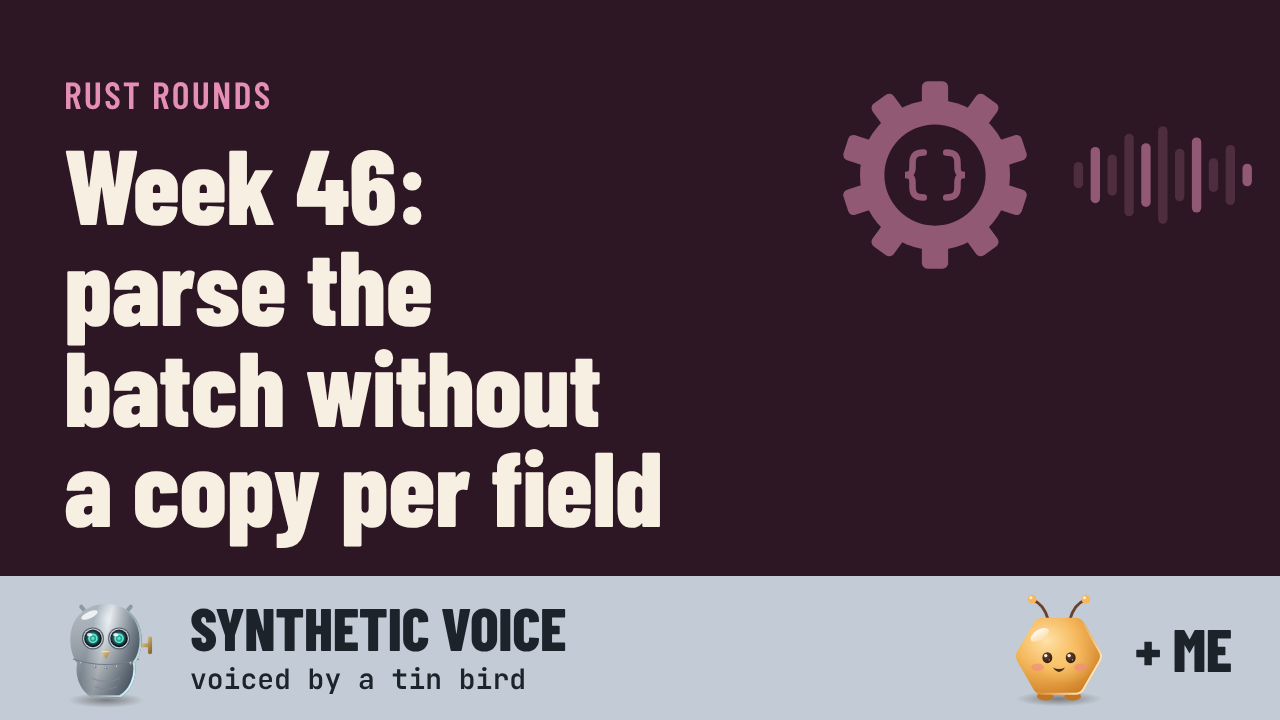 RUST ROUNDS
Week 46:
parse the
batch without
a copy per field
{ }
SYNTHETIC VOICE
voiced by a tin bird
+ ME